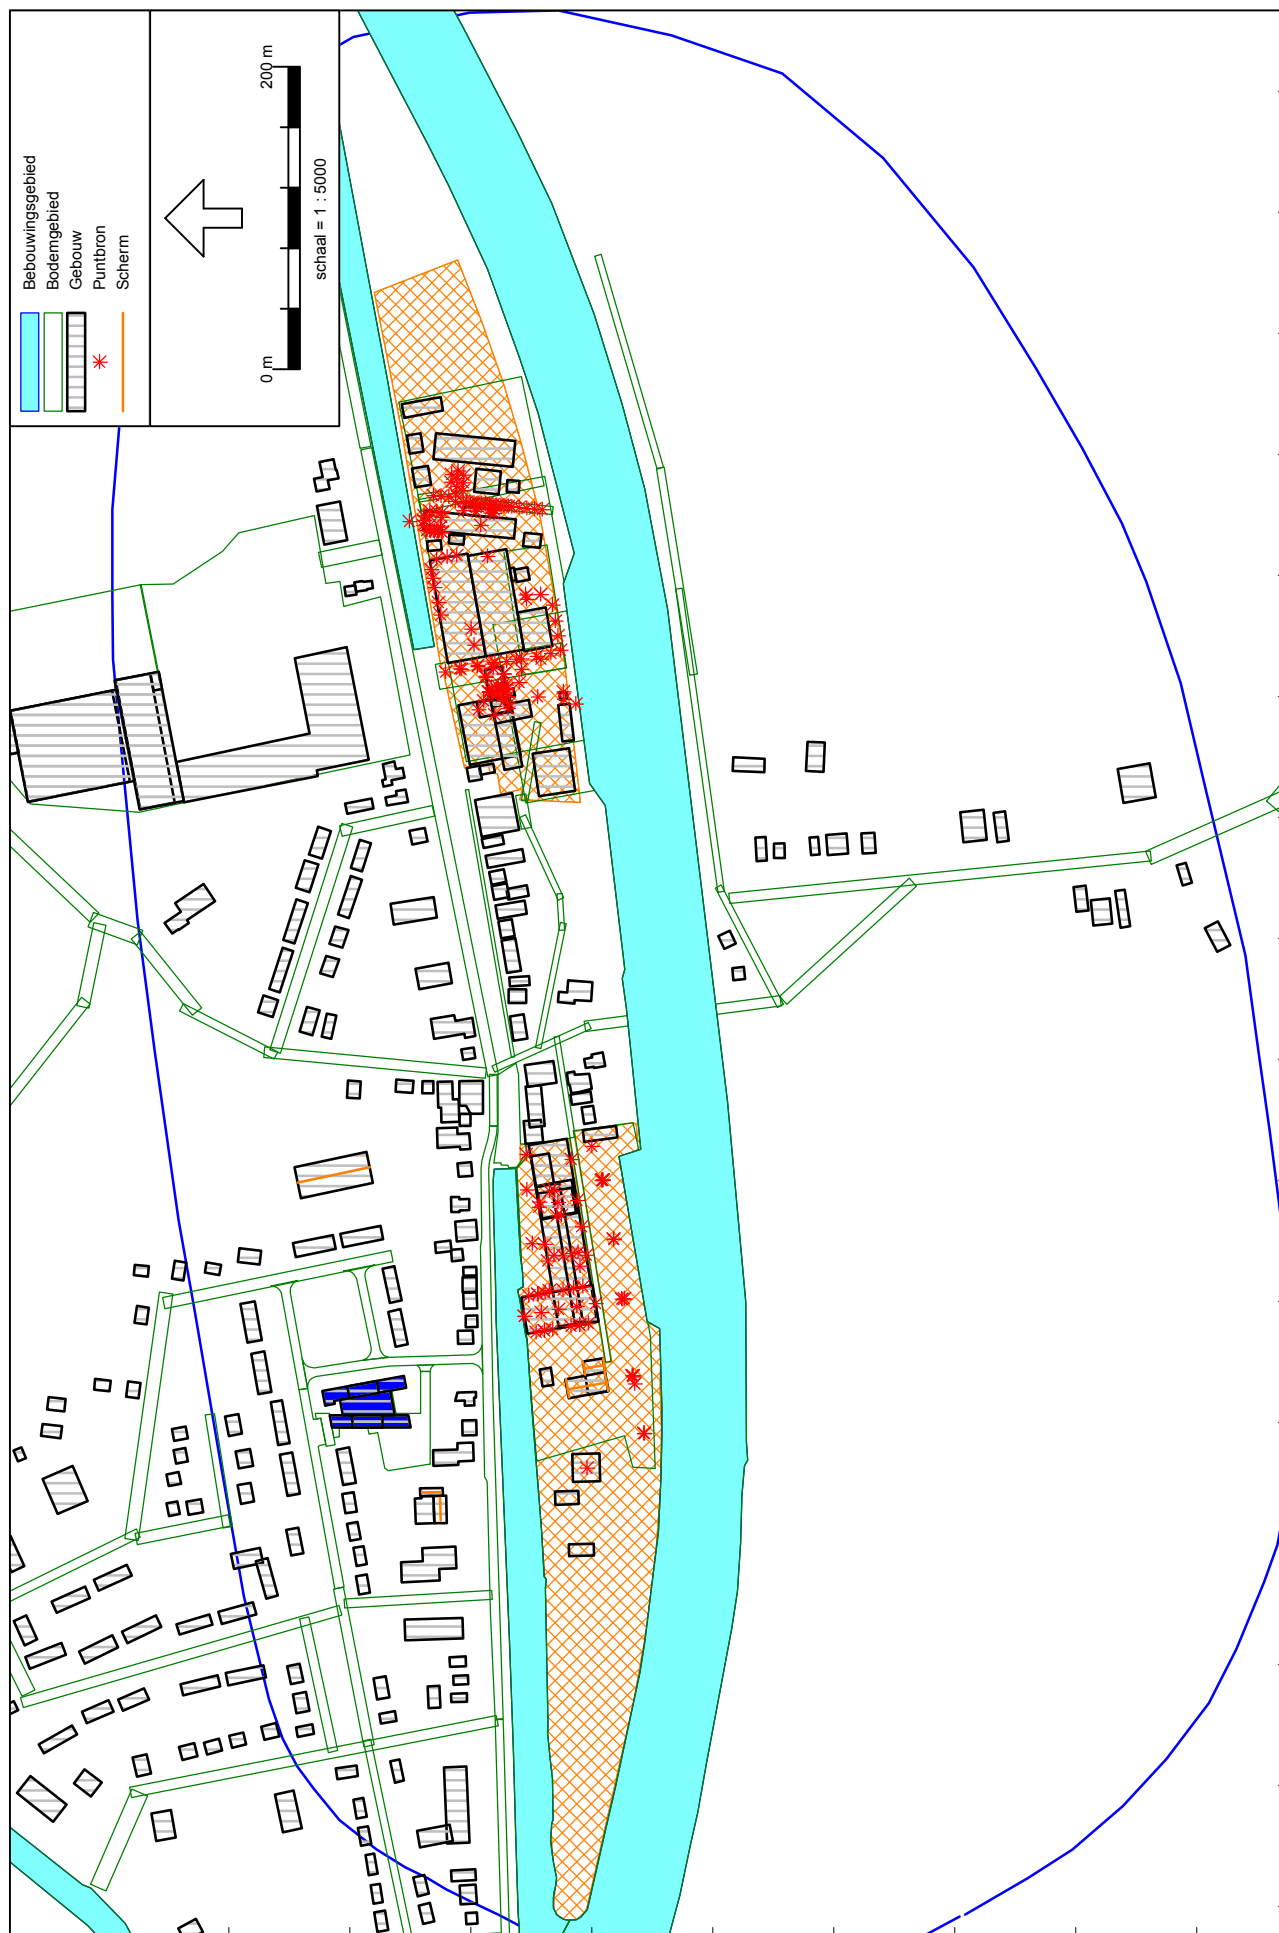 Bebouwingsgebied
Bodemgebied
Gebouw
Puntbron
Scherm
0 m
200 m
schaal = 1 : 5000